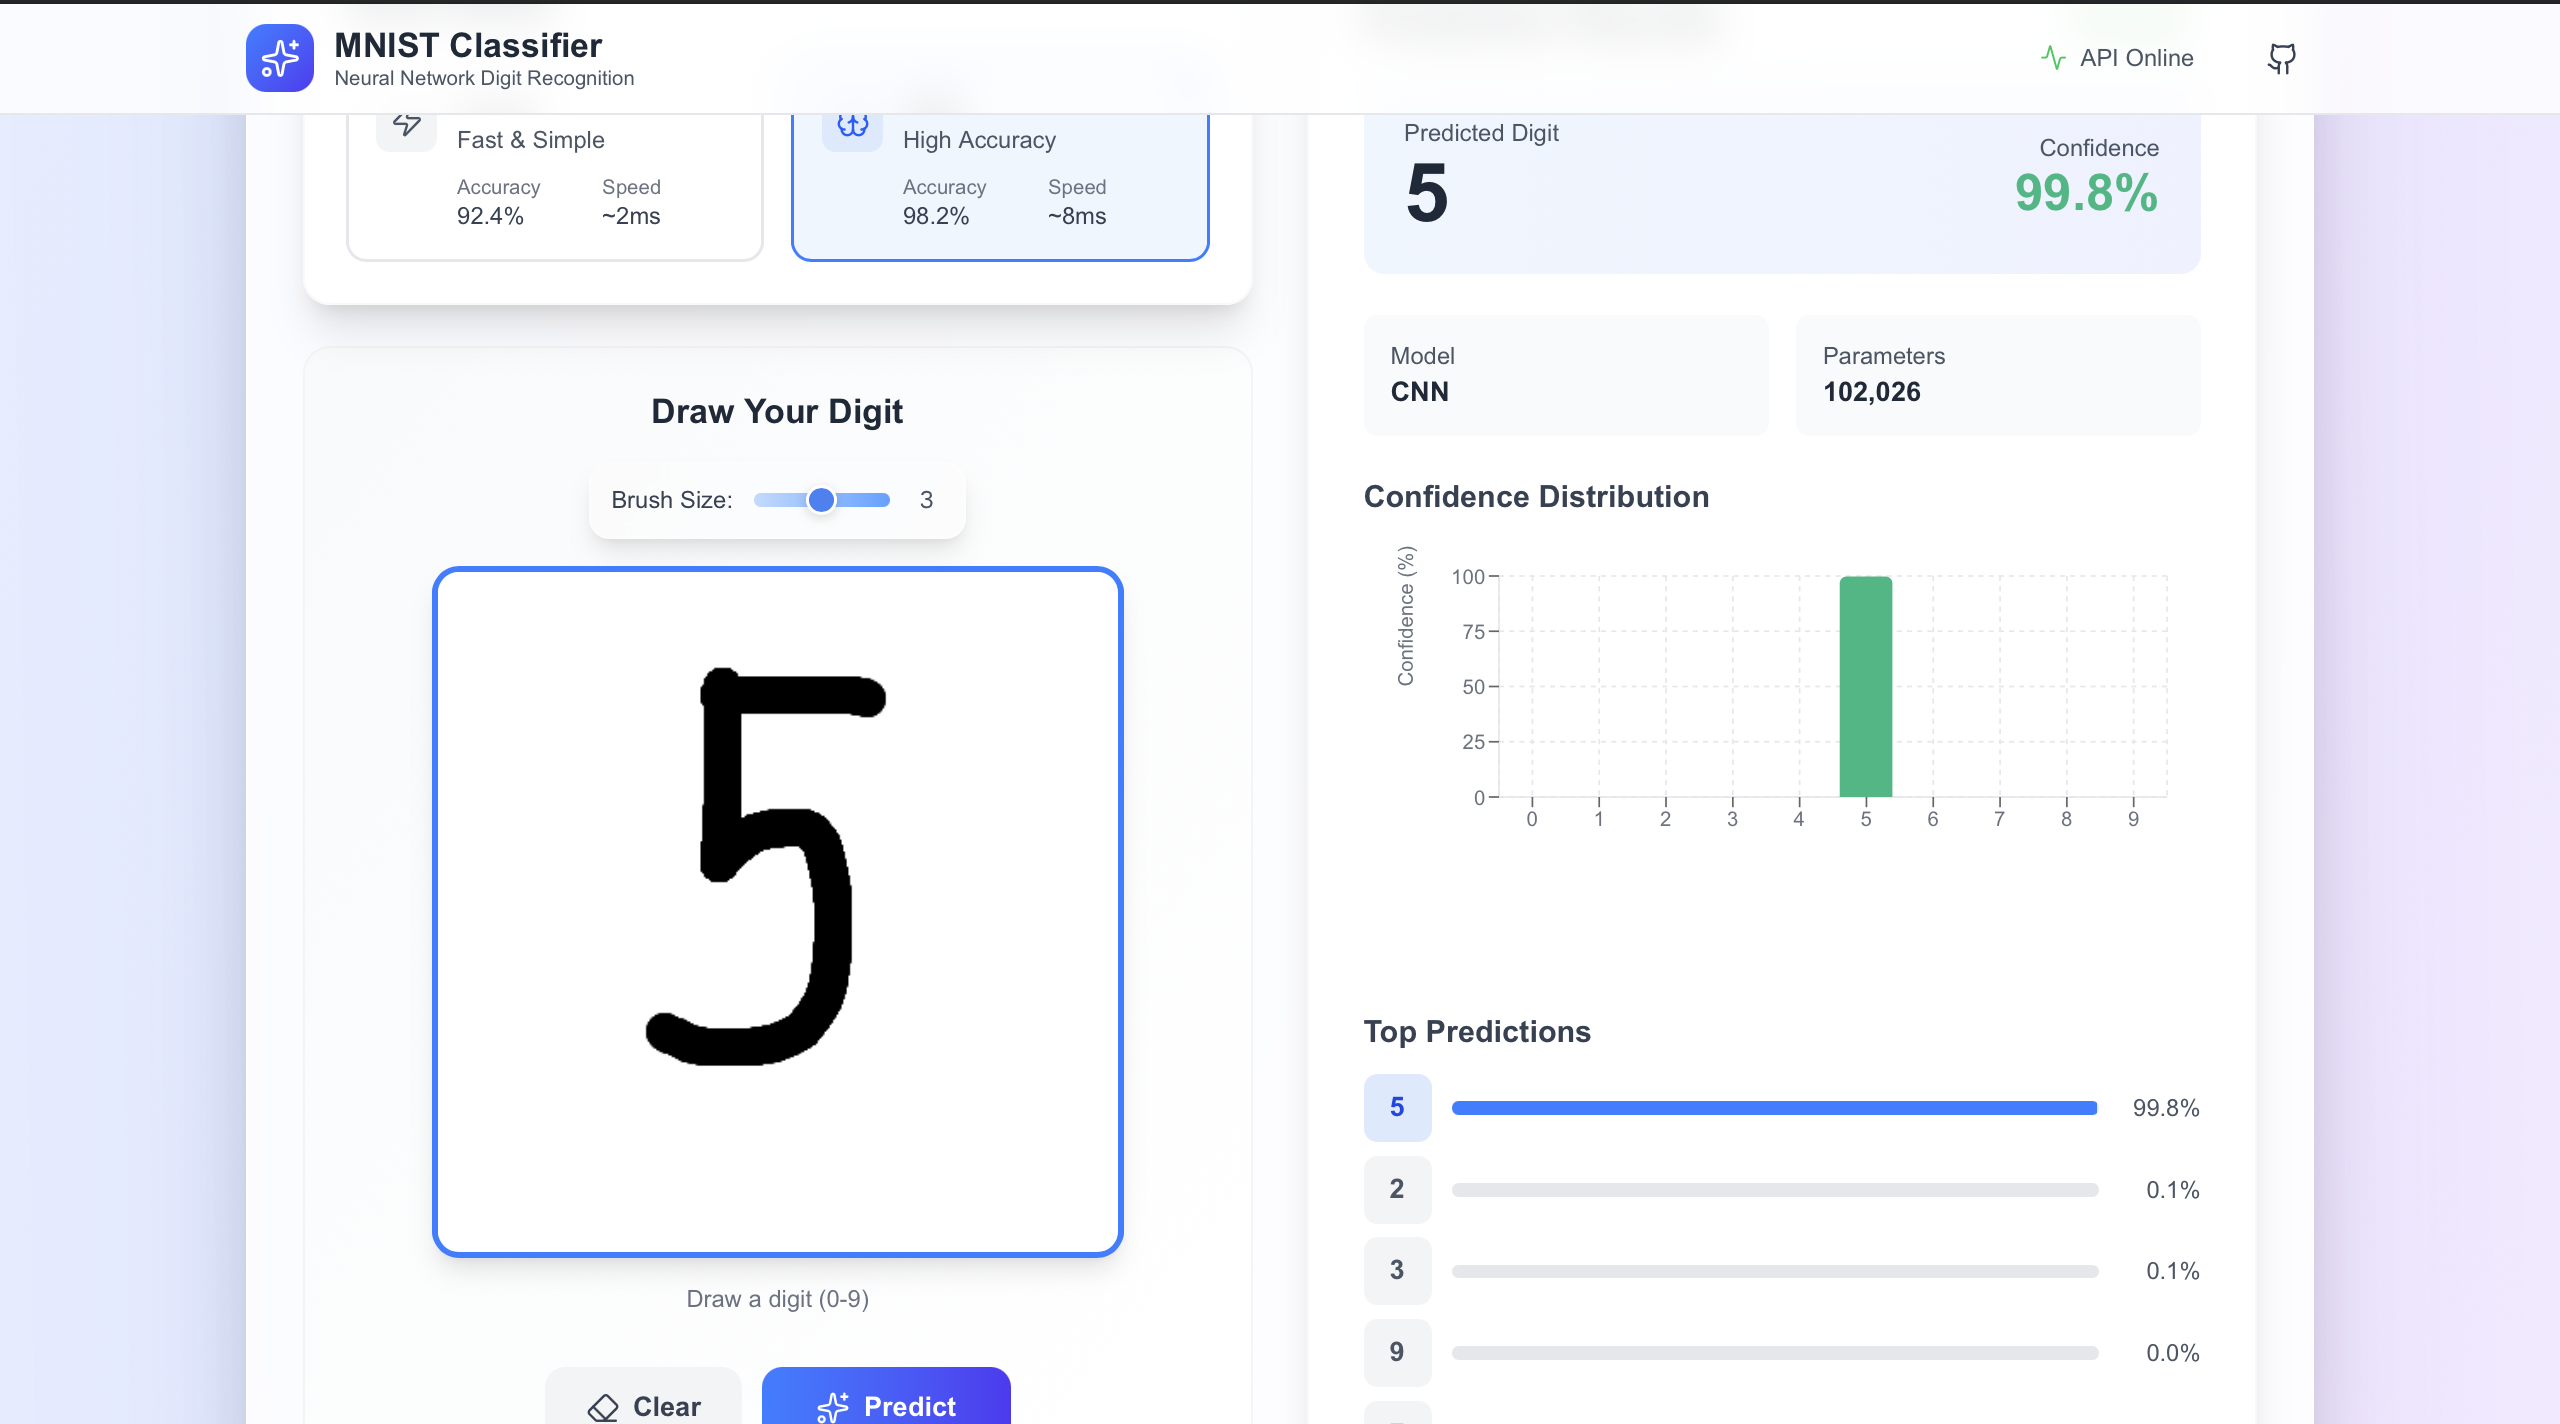 MNIST Classifier
Neural Network Digit Recognition
API Online
Fast & Simple
Accuracy Speed
92.4% ~2ms
High Accuracy
Accuracy Speed
98.2% ~8ms
Draw Your Digit
Brush Size: 3
5
Draw a digit (0-9)
Clear
Predict
Predicted Digit
5
Confidence
99.8%
Model
CNN
Parameters
102,026
Confidence Distribution
Confidence (%)
100
75
50
25
0
0 1 2 3 4 5 6 7 8 9
Top Predictions
5 99.8%
2 0.1%
3 0.1%
9 0.0%